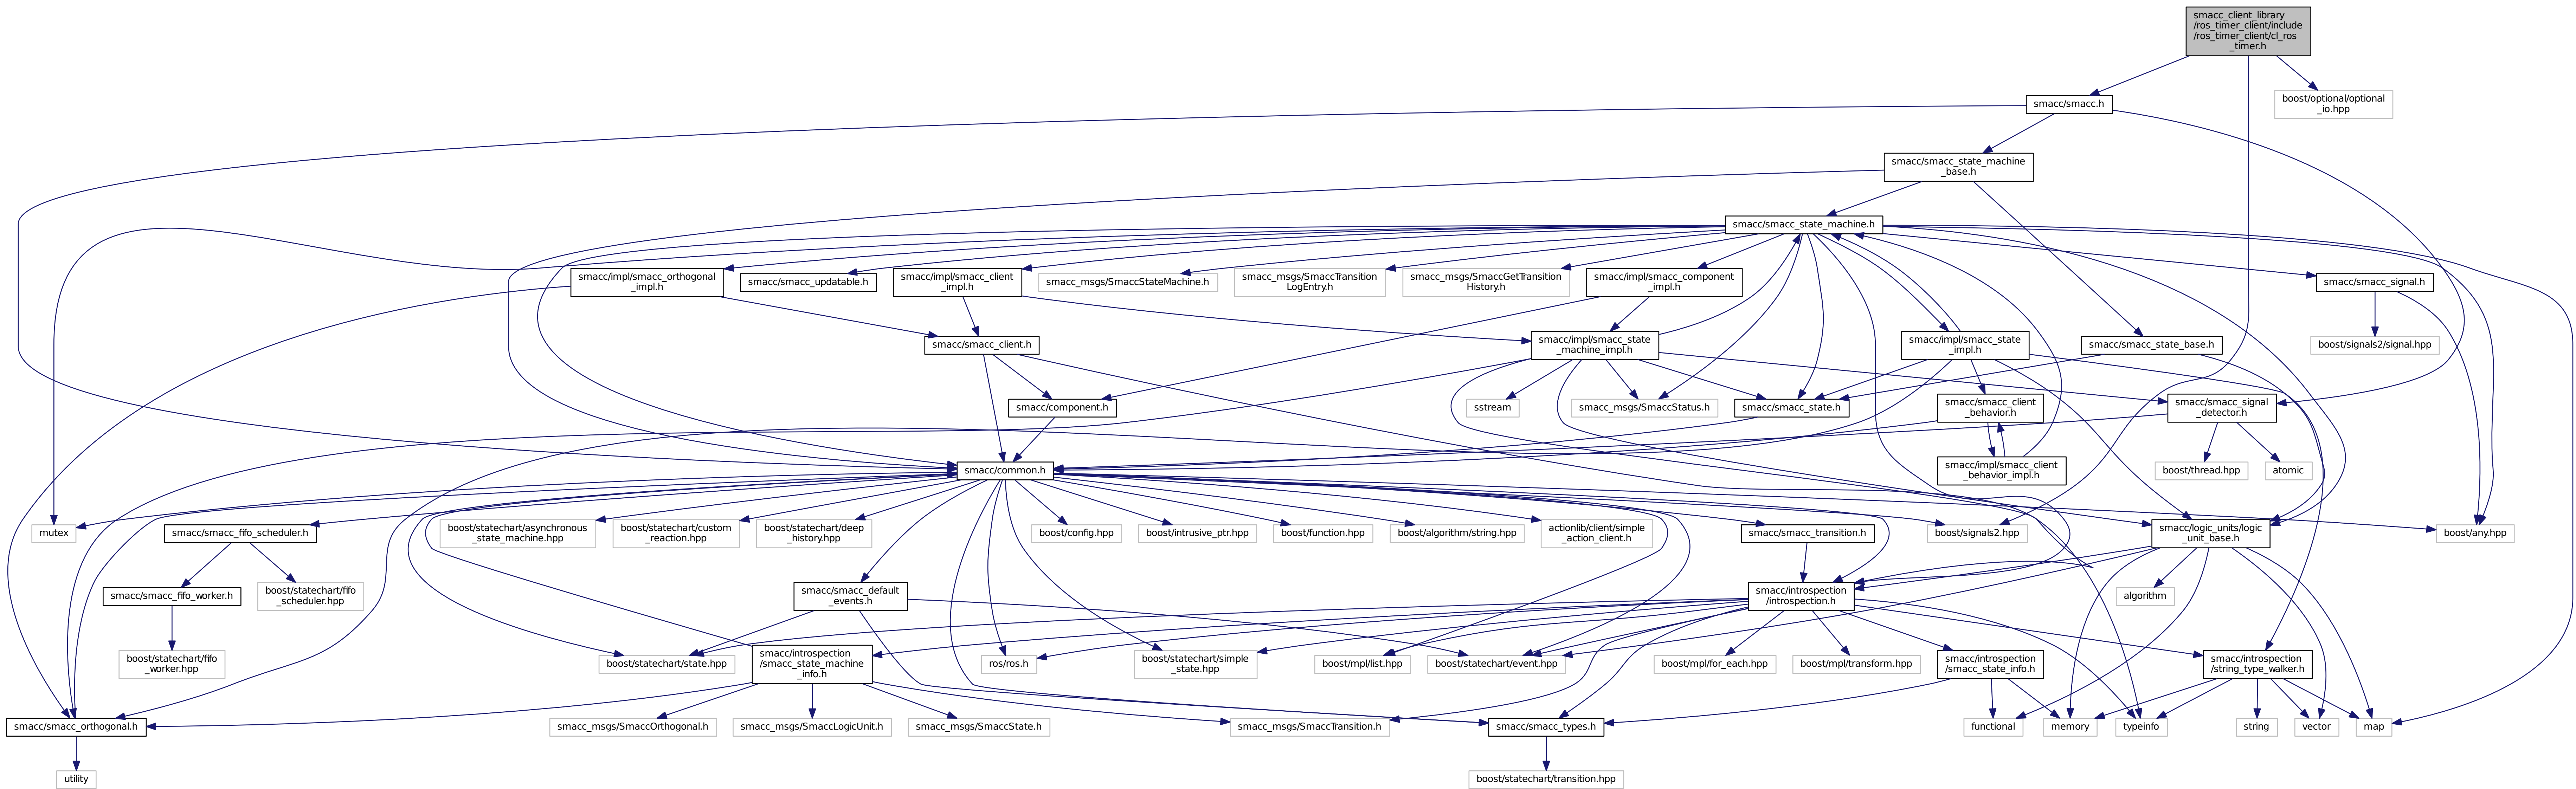 smacc_client_library
/ros_timer_client/include
/ros_timer_client/cl_ros
_timer.h
smacc/smacc.h
boost/optional/optional
_io.hpp
smacc/smacc_state_machine
_base.h
smacc/smacc_state_machine.h
smacc/impl/smacc_orthogonal
_impl.h
smacc/smacc_updatable.h
smacc/impl/smacc_client
_impl.h
smacc_msgs/SmaccStateMachine.h
smacc_msgs/SmaccTransition
LogEntry.h
smacc_msgs/SmaccGetTransition
History.h
smacc/impl/smacc_component
_impl.h
smacc/smacc_signal.h
smacc/smacc_client.h
smacc/impl/smacc_state
_machine_impl.h
smacc/impl/smacc_state
_impl.h
smacc/smacc_state_base.h
boost/signals2/signal.hpp
smacc/component.h
sstream
smacc_msgs/SmaccStatus.h
smacc/smacc_state.h
smacc/smacc_client
_behavior.h
smacc/smacc_signal
_detector.h
smacc/common.h
smacc/impl/smacc_client
_behavior_impl.h
boost/thread.hpp
atomic
mutex
smacc/smacc_fifo_scheduler.h
boost/statechart/asynchronous
_state_machine.hpp
boost/statechart/custom
_reaction.hpp
boost/statechart/deep
_history.hpp
boost/config.hpp
boost/intrusive_ptr.hpp
boost/function.hpp
boost/algorithm/string.hpp
actionlib/client/simple
_action_client.h
smacc/smacc_transition.h
boost/signals2.hpp
smacc/logic_units/logic
_unit_base.h
boost/any.hpp
smacc/smacc_fifo_worker.h
boost/statechart/fifo
_scheduler.hpp
smacc/smacc_default
_events.h
smacc/introspection
/introspection.h
algorithm
boost/statechart/fifo
_worker.hpp
boost/statechart/state.hpp
smacc/introspection
/smacc_state_machine
_info.h
ros/ros.h
boost/statechart/simple
_state.hpp
boost/mpl/list.hpp
boost/statechart/event.hpp
boost/mpl/for_each.hpp
boost/mpl/transform.hpp
smacc/introspection
/smacc_state_info.h
smacc/introspection
/string_type_walker.h
smacc/smacc_orthogonal.h
smacc_msgs/SmaccOrthogonal.h
smacc_msgs/SmaccLogicUnit.h
smacc_msgs/SmaccState.h
smacc_msgs/SmaccTransition.h
smacc/smacc_types.h
functional
memory
typeinfo
string
vector
map
utility
boost/statechart/transition.hpp